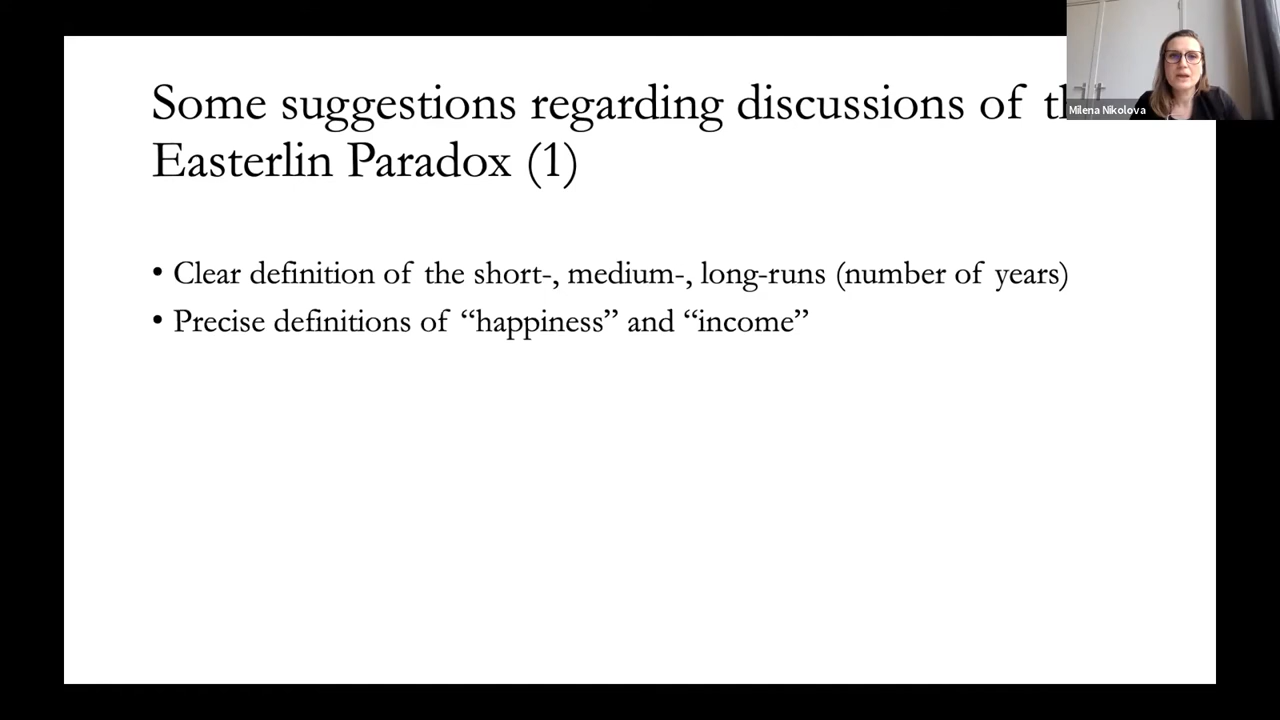 Some suggestions regarding discussions of
Easterlin Paradox (1)
• Clear definition of the short-, medium-, long-runs (number of years)
• Precise definitions of “happiness” and “income”
Milena Nikolova